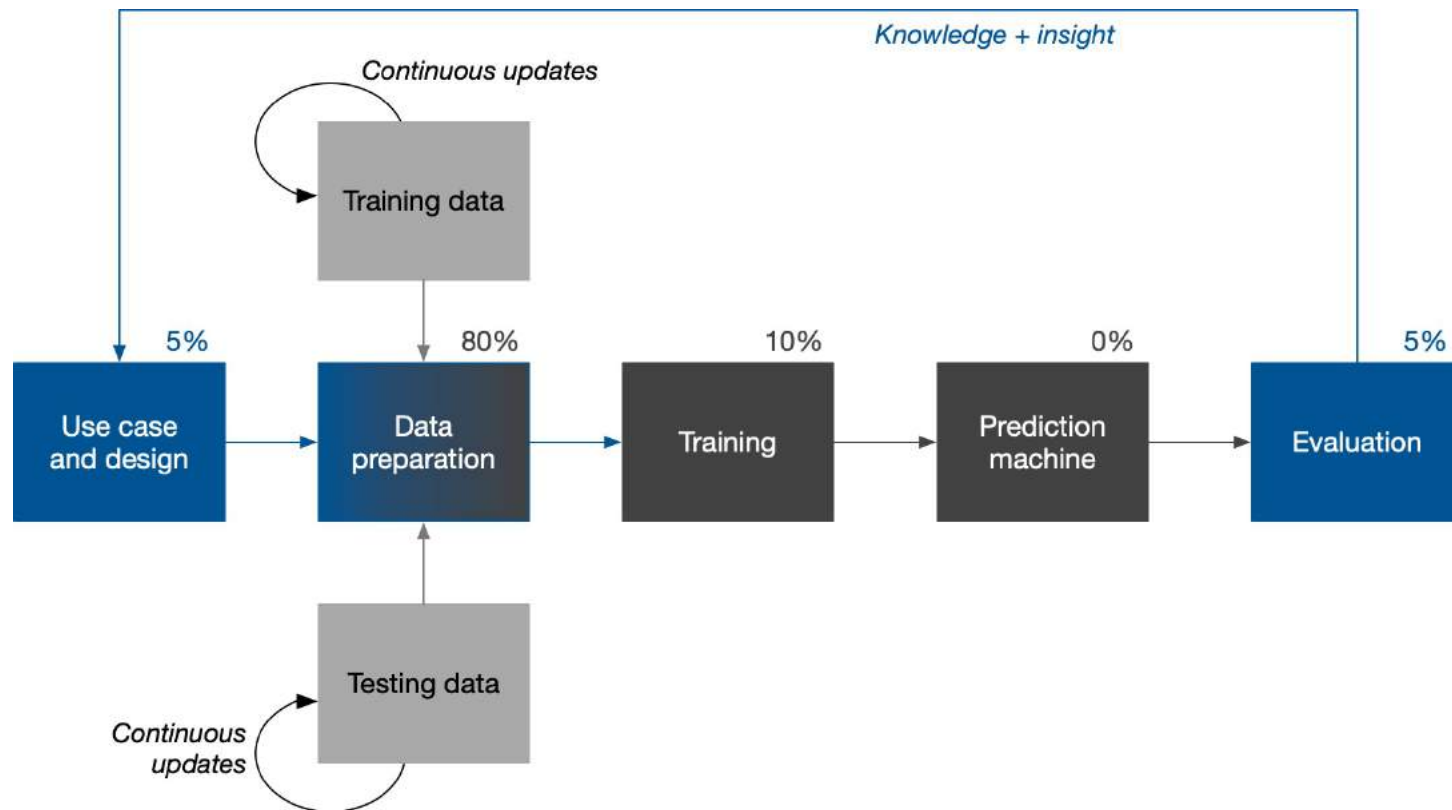 Knowledge + insight
Continuous updates
Training data
5%
80%
10%
0%
5%
Use case
and design
Data
preparation
Training
Prediction
machine
Evaluation
Testing data
Continuous
updates